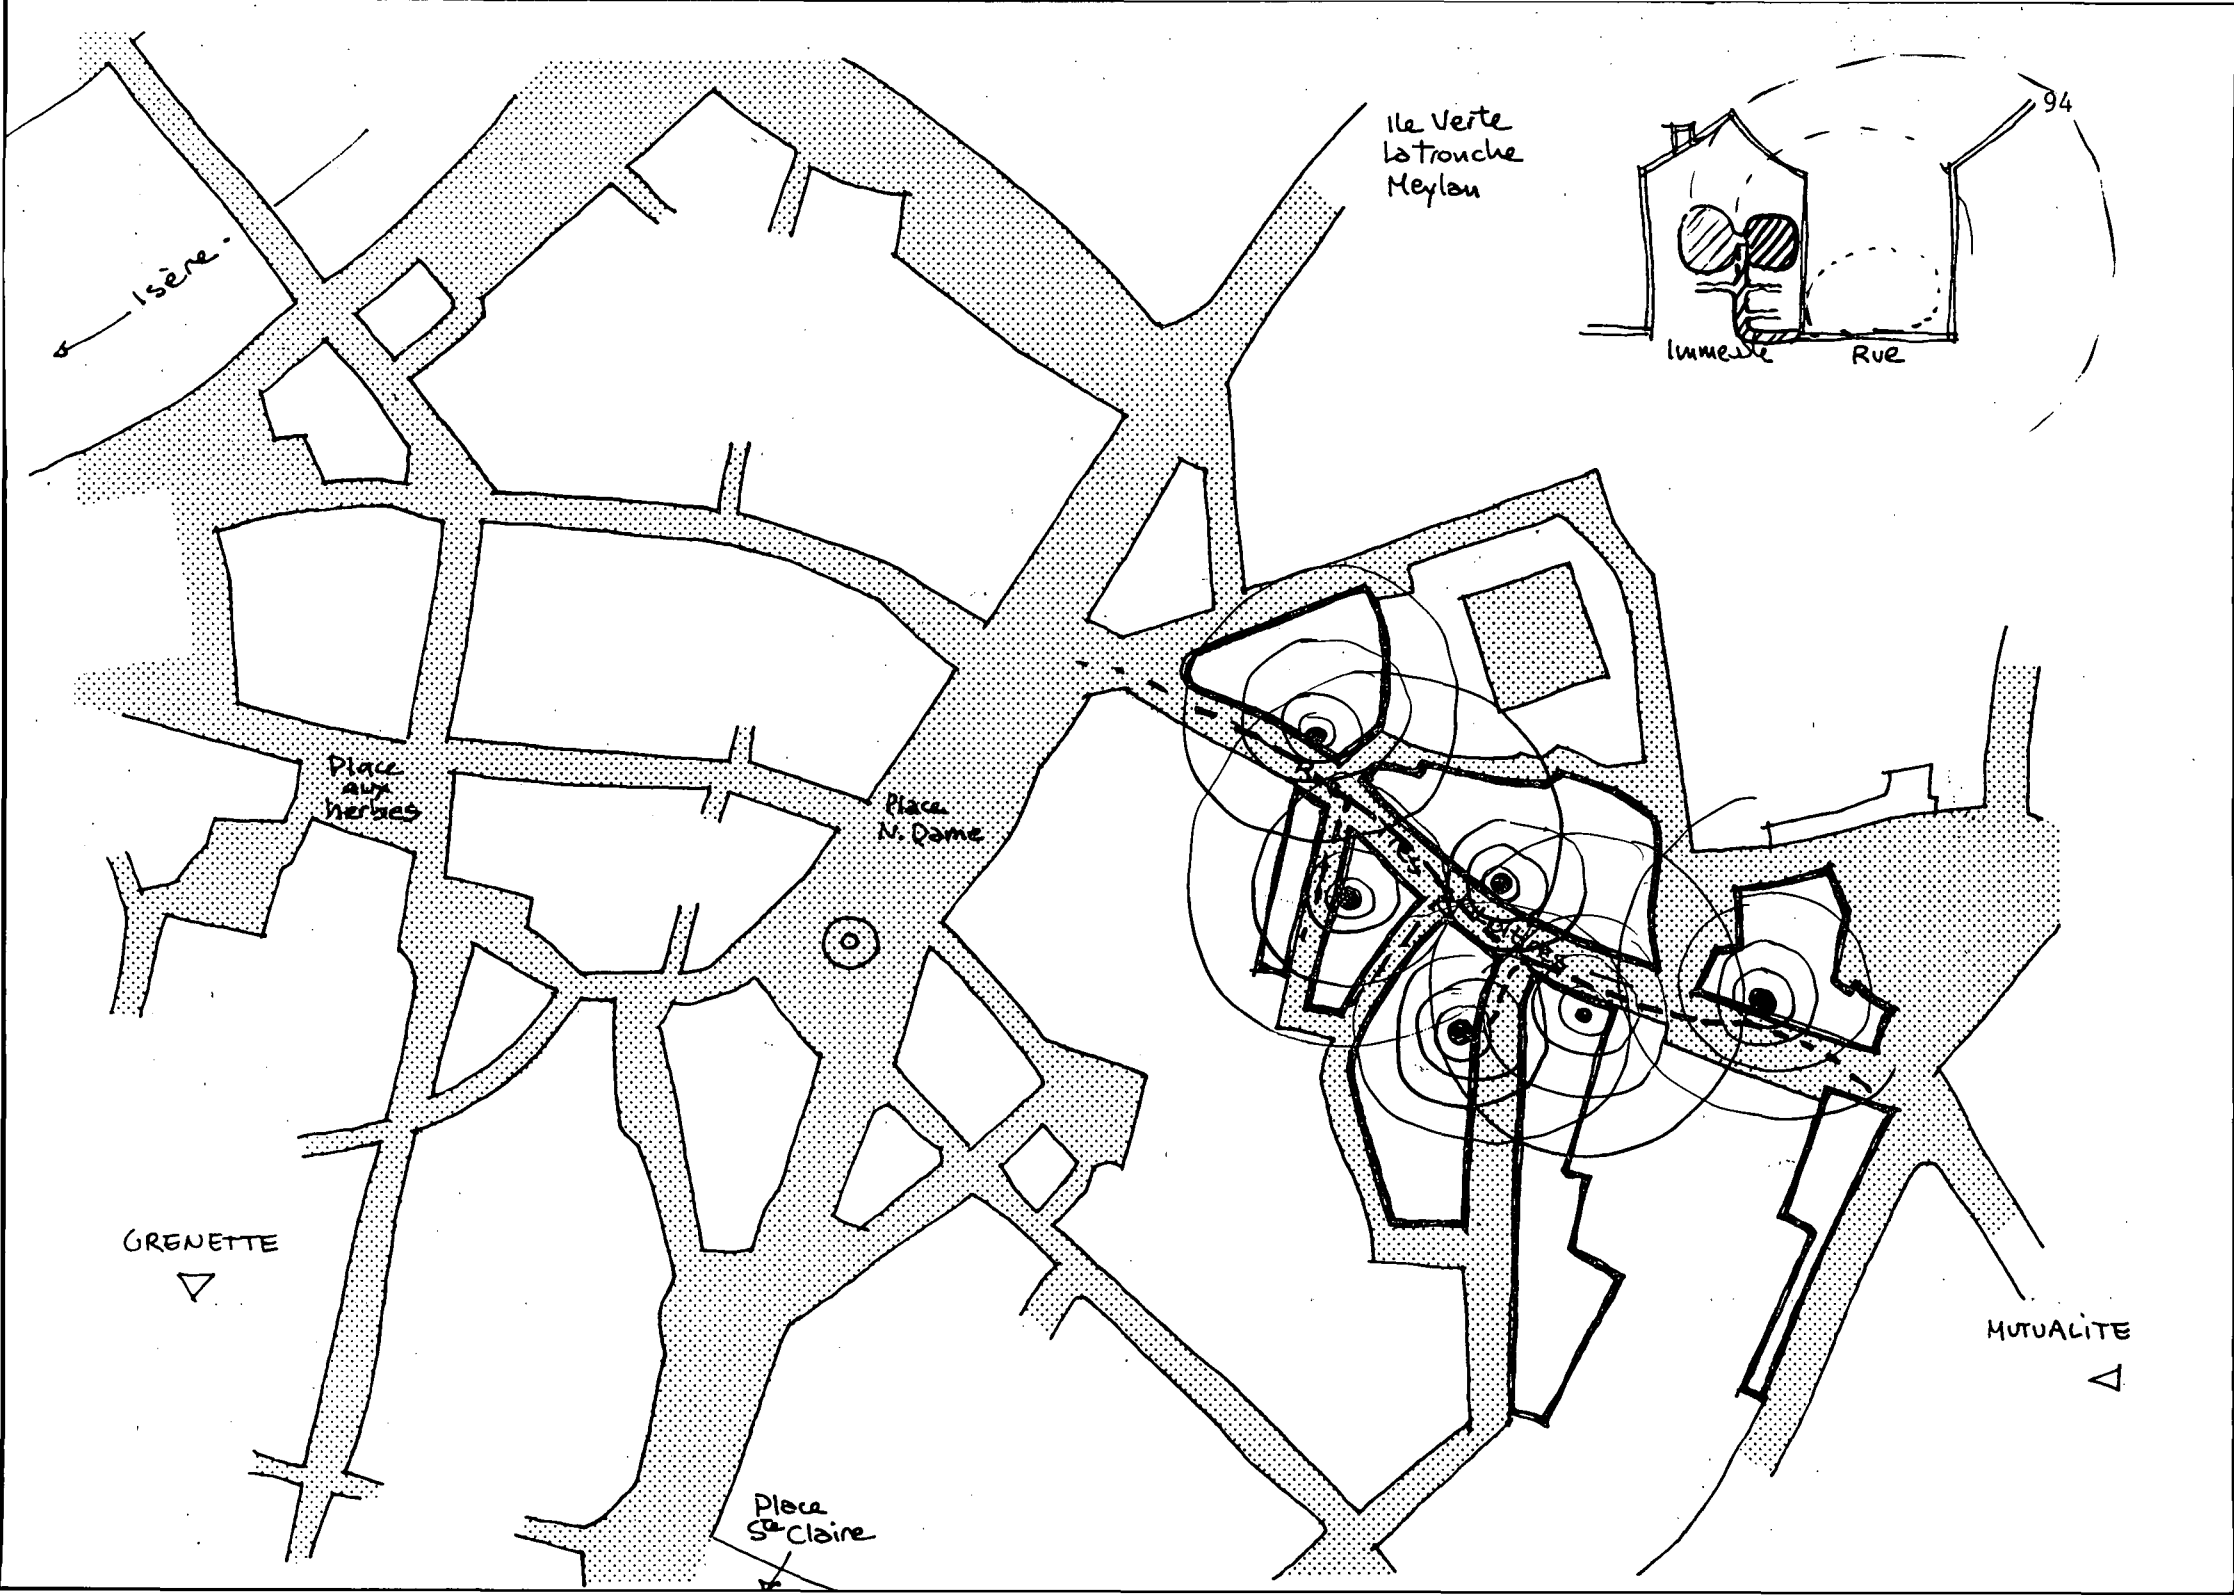 94
Ile Verte
La Tronche
Meylan
Isère
Immeuble
Rue
Place
aux
herbes
Place
N. Dame
GRENETTE
MUTUALITE
Place
Ste Claire